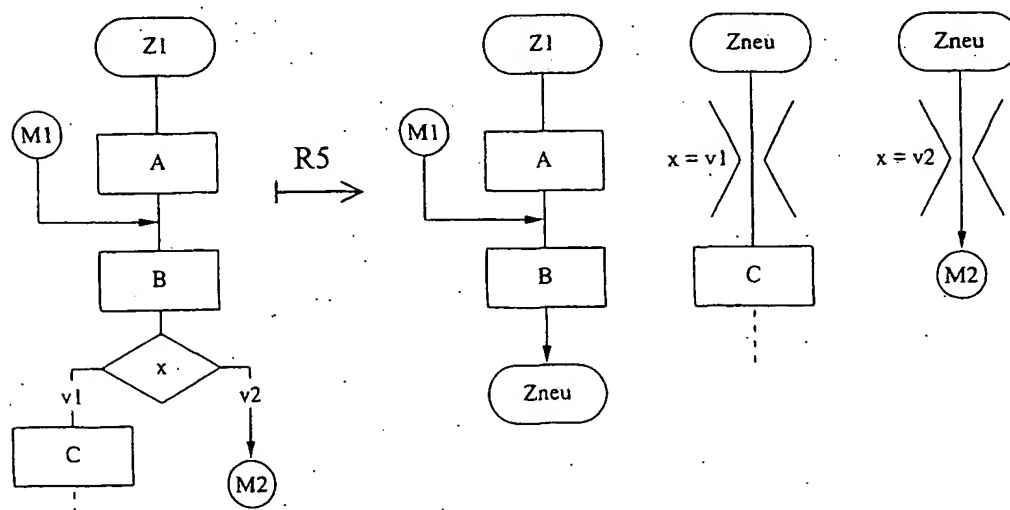 Z1
M1
A
B
x
v1
v2
C
M2
R5
Z1
M1
A
B
Zneu
Zneu
x = v1
C
Zneu
x = v2
M2